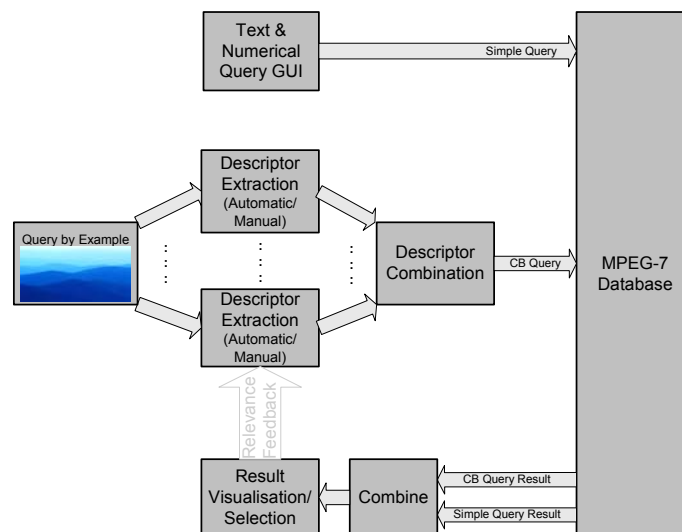 Text &
Numerical
Query GUI
Simple Query
Descriptor
Extraction
(Automatic/
Manual)
Query by Example
Descriptor
Combination
CB Query
MPEG-7
Database
Descriptor
Extraction
(Automatic/
Manual)
Relevance
Feedback
Result
Visualisation/
Selection
Combine
CB Query Result
Simple Query Result